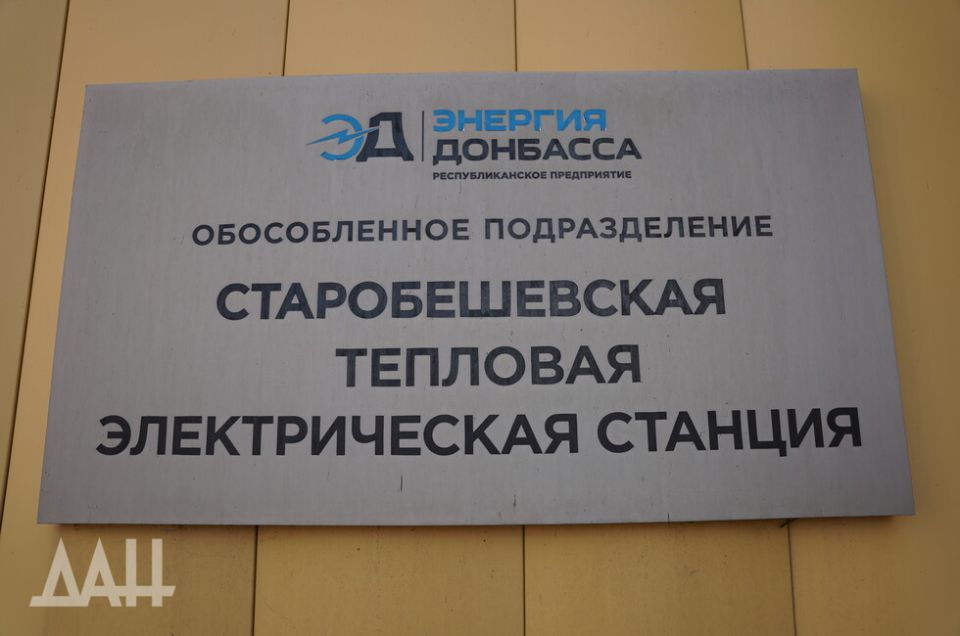 ЭД
ЭНЕРГИЯ
ДОНБАССА
РЕСПУБЛИКАНСКОЕ ПРЕДПРИЯТИЕ
ОБОСОБЛЕННОЕ ПОДРАЗДЕЛЕНИЕ
СТАРОБЕШЕВСКАЯ
ТЕПЛОВАЯ
ЭЛЕКТРИЧЕСКАЯ СТАНЦИЯ
ДАН